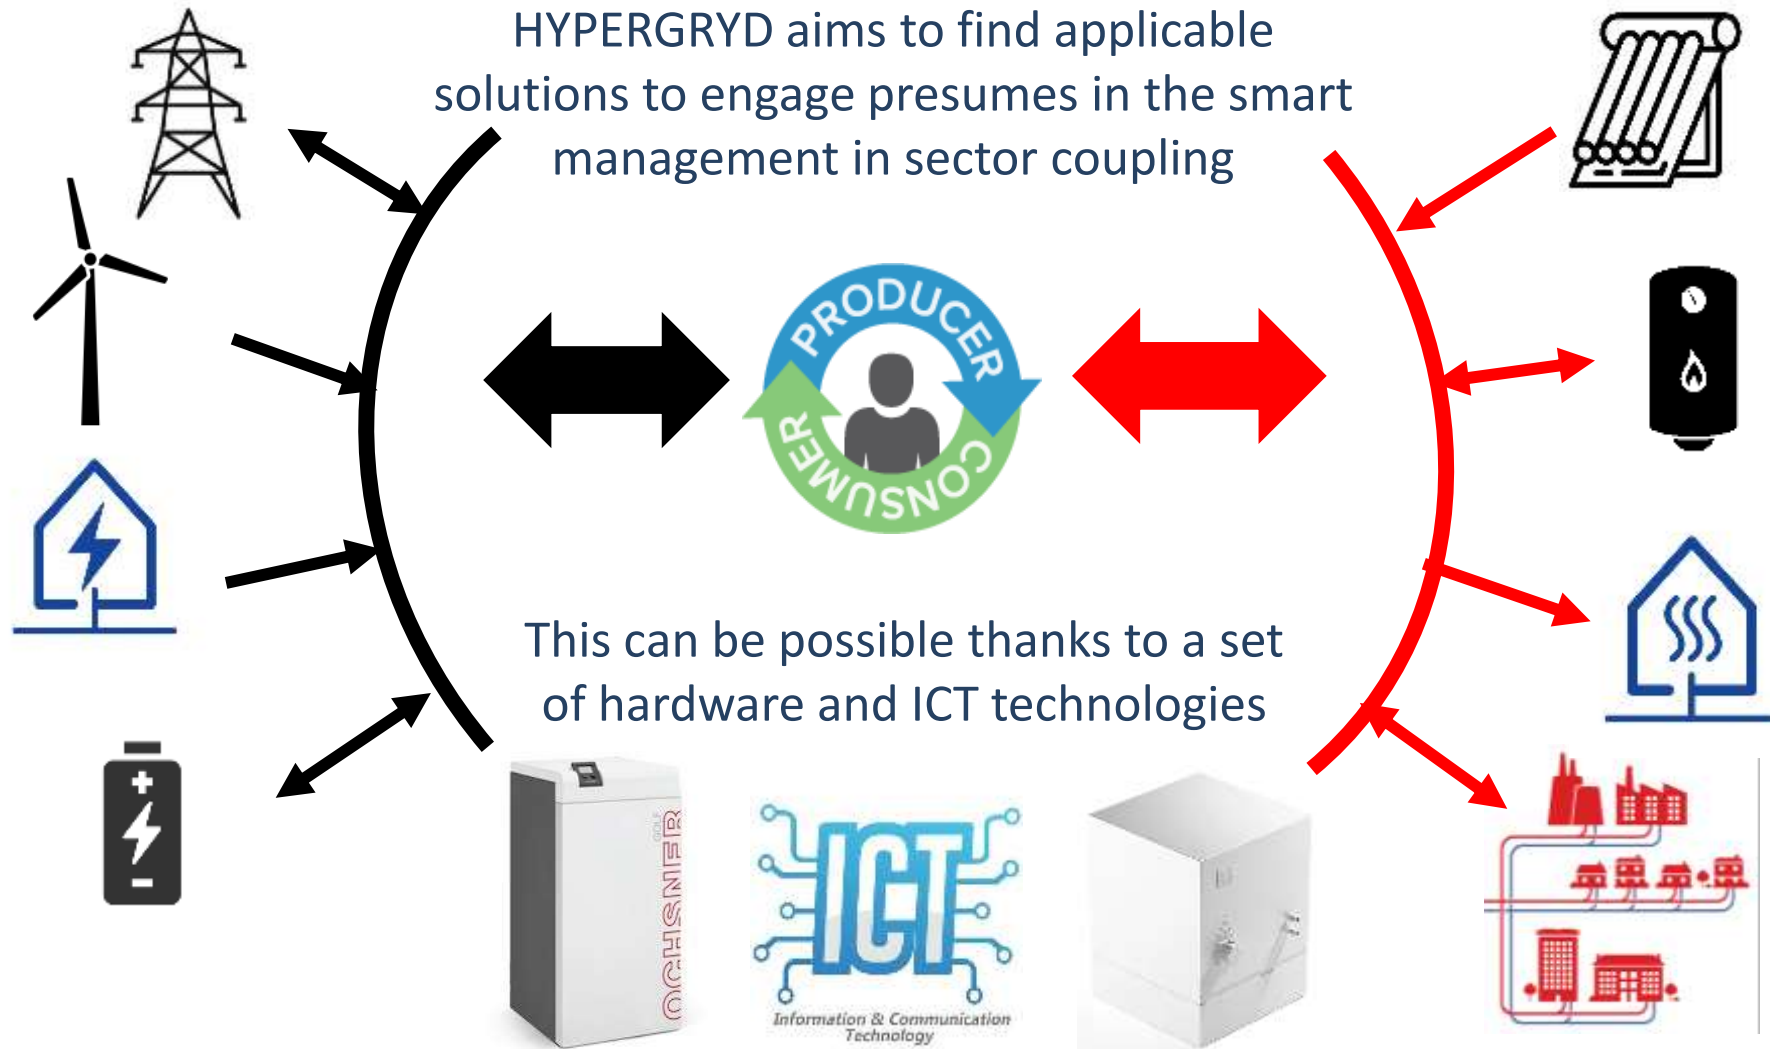 HYPERGRYD aims to find applicable
solutions to engage presumes in the smart
management in sector coupling
PRODUCER
CONSUMER
This can be possible thanks to a set
of hardware and ICT technologies
GOLF
OCHSNER
ICT
Information & Communication
Technology